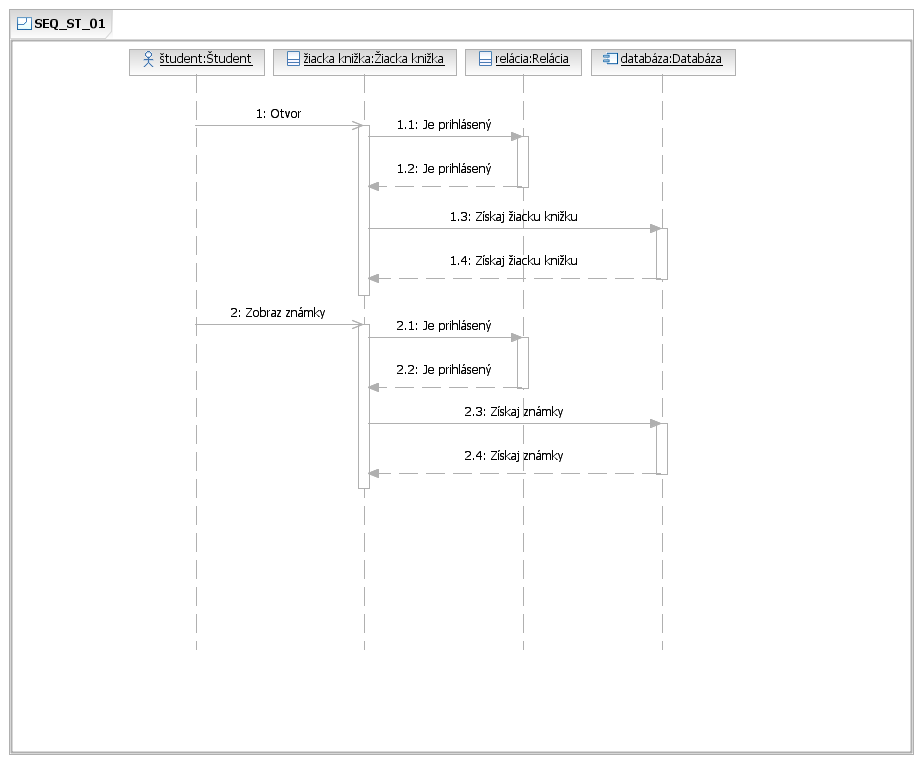 SEQ_ST_01
študent:Študent
žiacka knižka:Žiacka knižka
relácia:Relácia
databáza:Databáza
1: Otvor
1.1: Je prihlásený
1.2: Je prihlásený
1.3: Získaj žiacku knižku
1.4: Získaj žiacku knižku
2: Zobraz známky
2.1: Je prihlásený
2.2: Je prihlásený
2.3: Získaj známky
2.4: Získaj známky